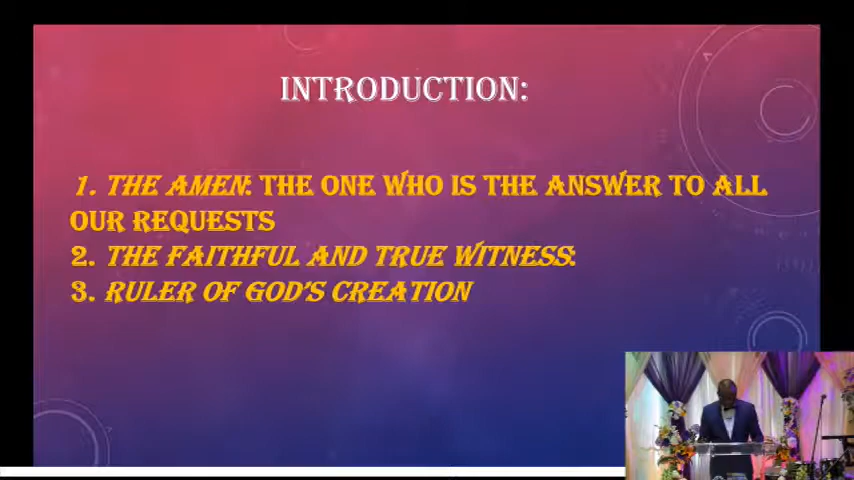 INTRODUCTION:
1. THE AMEN: THE ONE WHO IS THE ANSWER TO ALL
OUR REQUESTS
2. THE FAITHFUL AND TRUE WITNESS:
3. RULER OF GOD'S CREATION